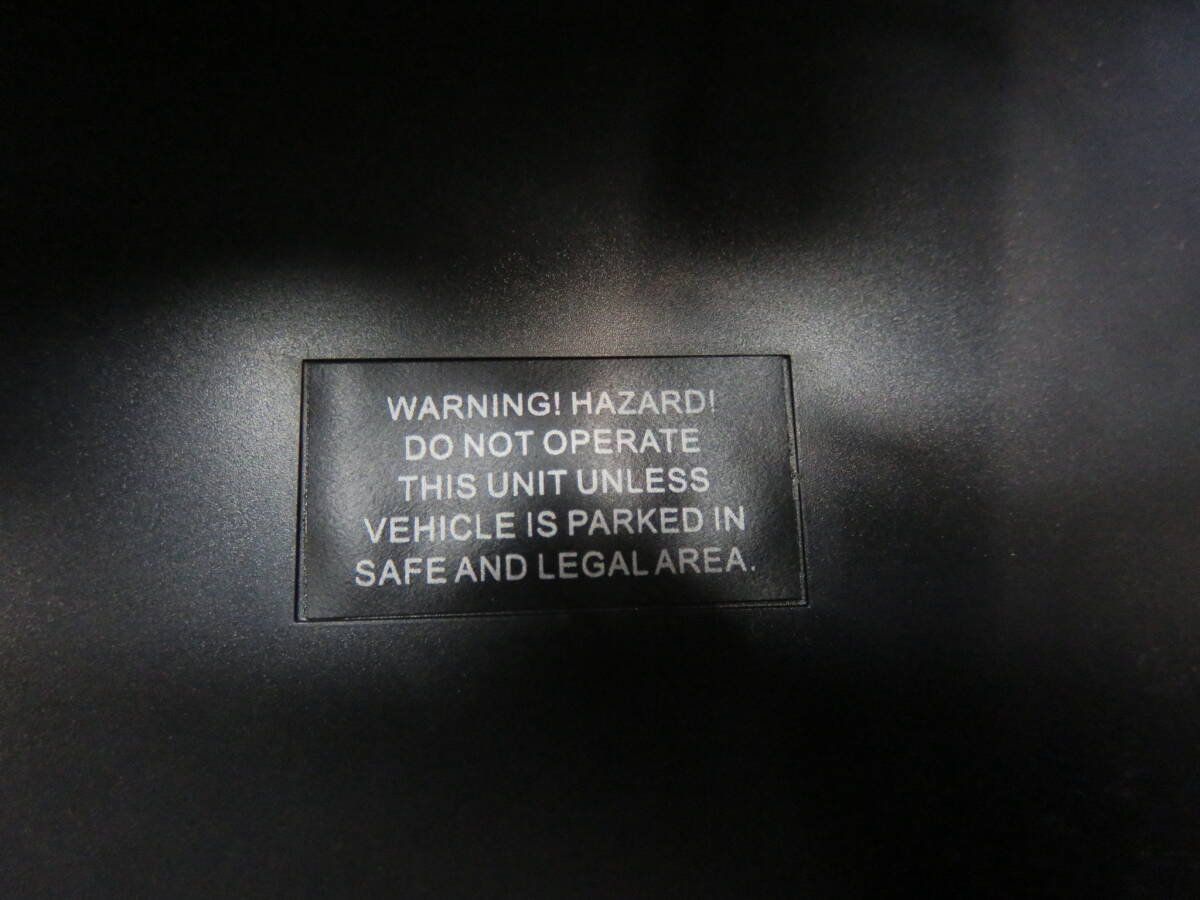 WARNING! HAZARD!
DO NOT OPERATE
THIS UNIT UNLESS
VEHICLE IS PARKED IN
SAFE AND LEGAL AREA.